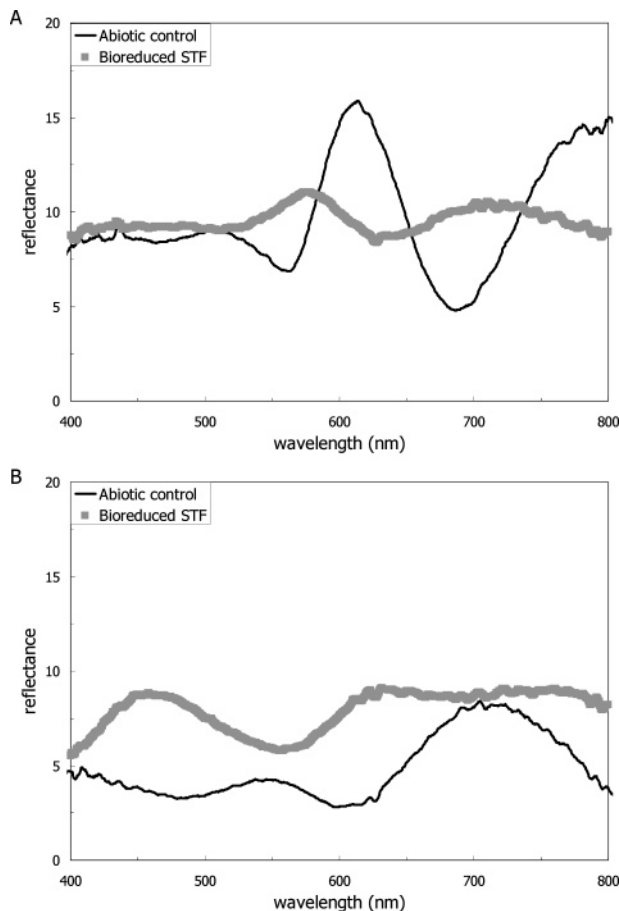 A
20
Abiotic control
Bioreduced STF
15
reflectance
10
5
0
400 500 600 700 800
wavelength (nm)
B
20
Abiotic control
Bioreduced STF
15
reflectance
10
5
0
400 500 600 700 800
wavelength (nm)